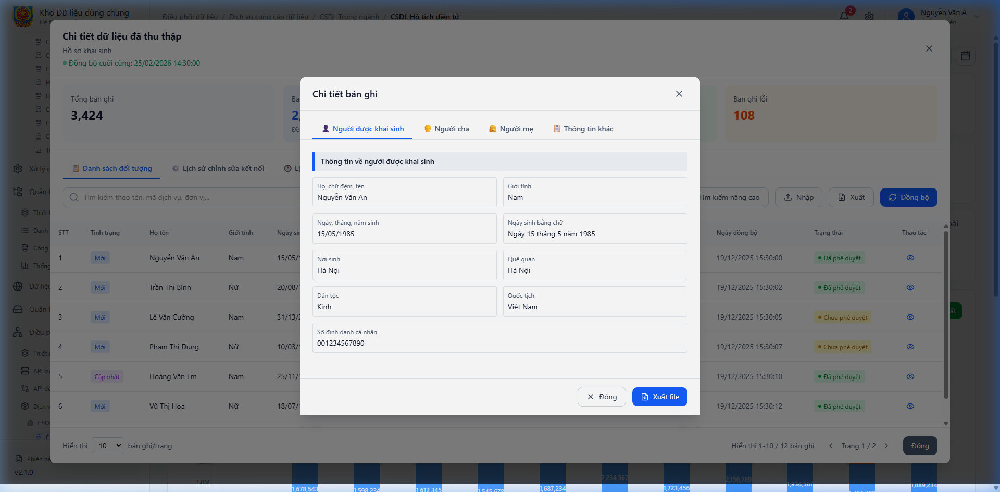 Kho Dữ liệu dùng chung
Điều phối dữ liệu / Dịch vụ cung cấp dữ liệu / CSDL Trong ngành / CSDL Hộ tịch điện tử
2
Nguyễn Văn A
Chi tiết dữ liệu đã thu thập
Hồ sơ khai sinh
Đồng bộ cuối cùng: 25/02/2026 14:30:00
Tổng bản ghi
3,424
Bản ghi lỗi
108
Chi tiết bản ghi
Người được khai sinh
Người cha
Người mẹ
Thông tin khác
Thông tin về người được khai sinh
Họ, chữ đệm, tên
Nguyễn Văn An
Giới tính
Nam
Ngày, tháng, năm sinh
15/05/1985
Ngày sinh bằng chữ
Ngày 15 tháng 5 năm 1985
Nơi sinh
Hà Nội
Quê quán
Hà Nội
Dân tộc
Kinh
Quốc tịch
Việt Nam
Số định danh cá nhân
001234567890
Đóng
Xuất file
Danh sách đối tượng
Lịch sử chỉnh sửa kết nối
Tìm kiếm theo tên, mã dịch vụ, đơn vị...
Tìm kiếm nâng cao
Nhập
Xuất
Đồng bộ
STT Tình trạng Họ tên Giới tính Ngày Ngày đồng bộ Trạng thái Thao tác
1 Mới Nguyễn Văn An Nam 15/05/ 19/12/2025 15:30:00 Đã phê duyệt
2 Mới Trần Thị Bình Nữ 20/08/ 19/12/2025 15:30:02 Đã phê duyệt
3 Mới Lê Văn Cường Nam 31/13/ 19/12/2025 15:30:05 Chưa phê duyệt
4 Mới Phạm Thị Dung Nữ 10/03/ 19/12/2025 15:30:07 Chưa phê duyệt
5 Cập nhật Hoàng Văn Em Nam 25/11/ 19/12/2025 15:30:10 Đã phê duyệt
6 Mới Vũ Thị Hoa Nữ 18/07/ 19/12/2025 15:30:12 Đã phê duyệt
Hiển thị 10 bản ghi/trang
Hiển thị 1-10 / 12 bản ghi
Trang 1 / 2
Đóng
Xử lý
Quản
Thiết
Danh
Công
Thống
Dữ liệu
Quản
Điều
Thiết
API
API
Dịch
CSDL
Phiên
v2.1.0
1.0M
1,678,543
1,598,234
1,612,345
1,545,678
1,687,234
2,234,567
1,723,456
2,156,789
1,934,567
1,889,234